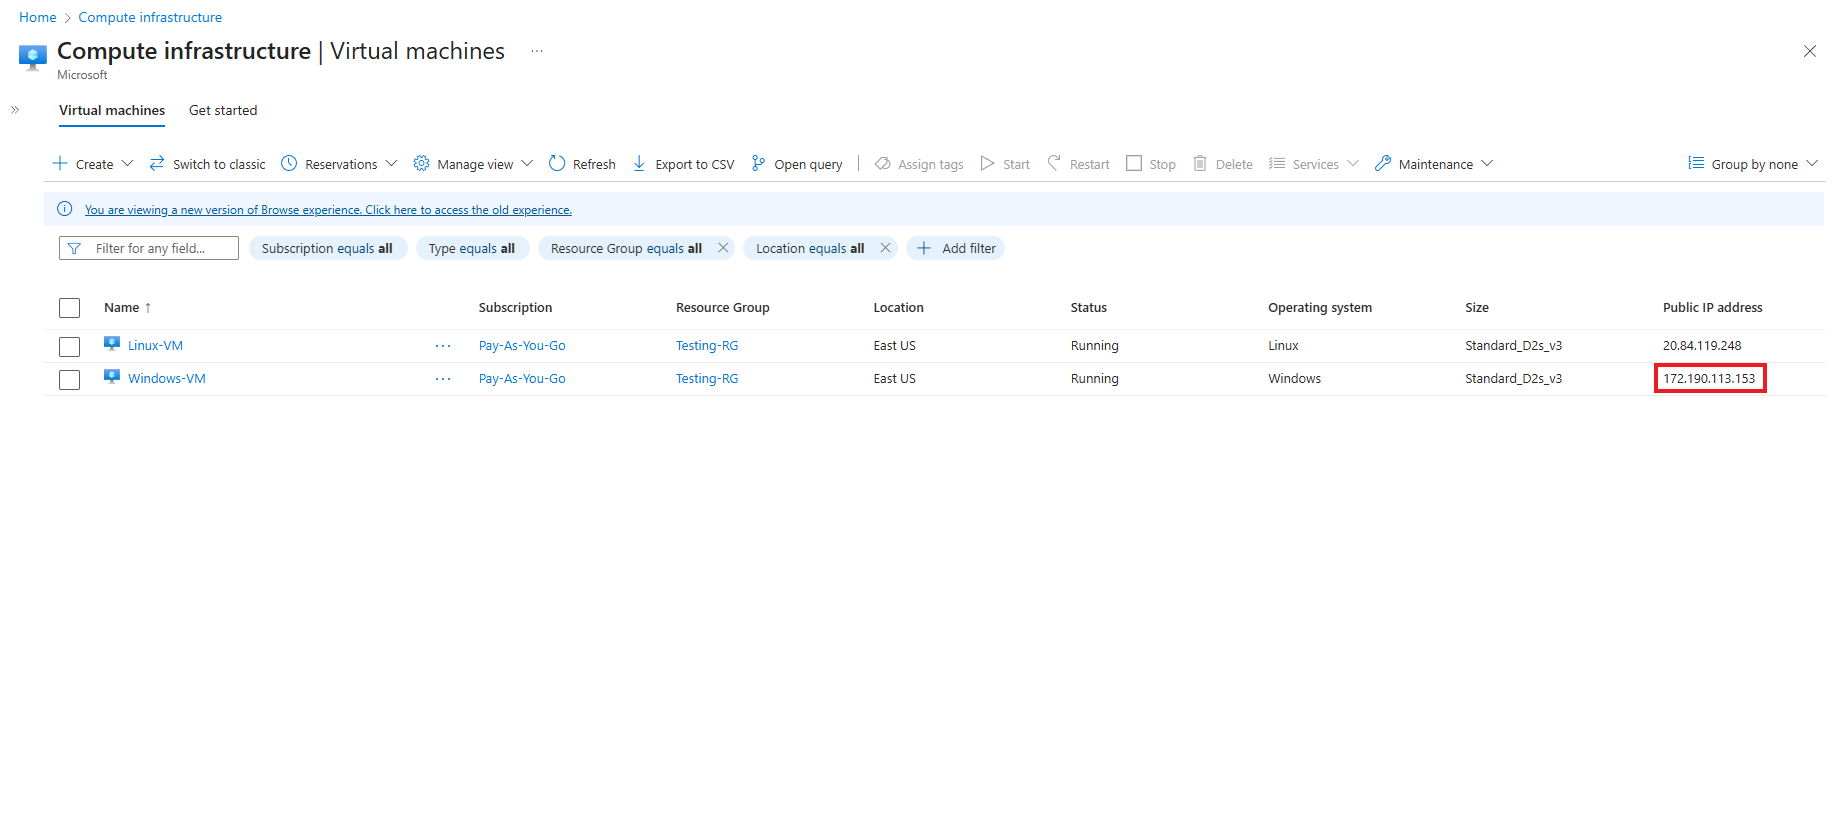 Home > Compute infrastructure
Compute infrastructure | Virtual machines ...
Microsoft
Virtual machines Get started
Create Switch to classic Reservations Manage view Refresh Export to CSV Open query Assign tags Start Restart Stop Delete Services Maintenance Group by none
You are viewing a new version of Browse experience. Click here to access the old experience.
Filter for any field... Subscription equals all Type equals all Resource Group equals all Location equals all Add filter
Name ↑ Subscription Resource Group Location Status Operating system Size Public IP address
Linux-VM ... Pay-As-You-Go Testing-RG East US Running Linux Standard_D2s_v3 20.84.119.248
Windows-VM ... Pay-As-You-Go Testing-RG East US Running Windows Standard_D2s_v3 172.190.113.153